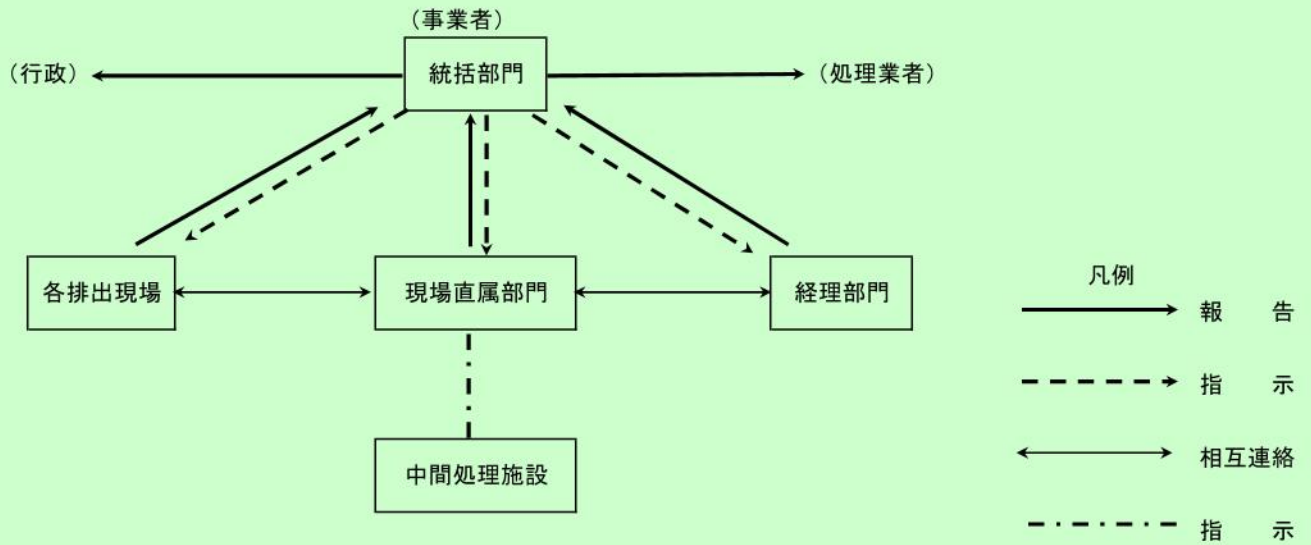 (事業者)
(行政)
統括部門
(処理業者)
各排出現場
現場直属部門
経理部門
中間処理施設
凡例
報　告
指　示
相互連絡
指　示